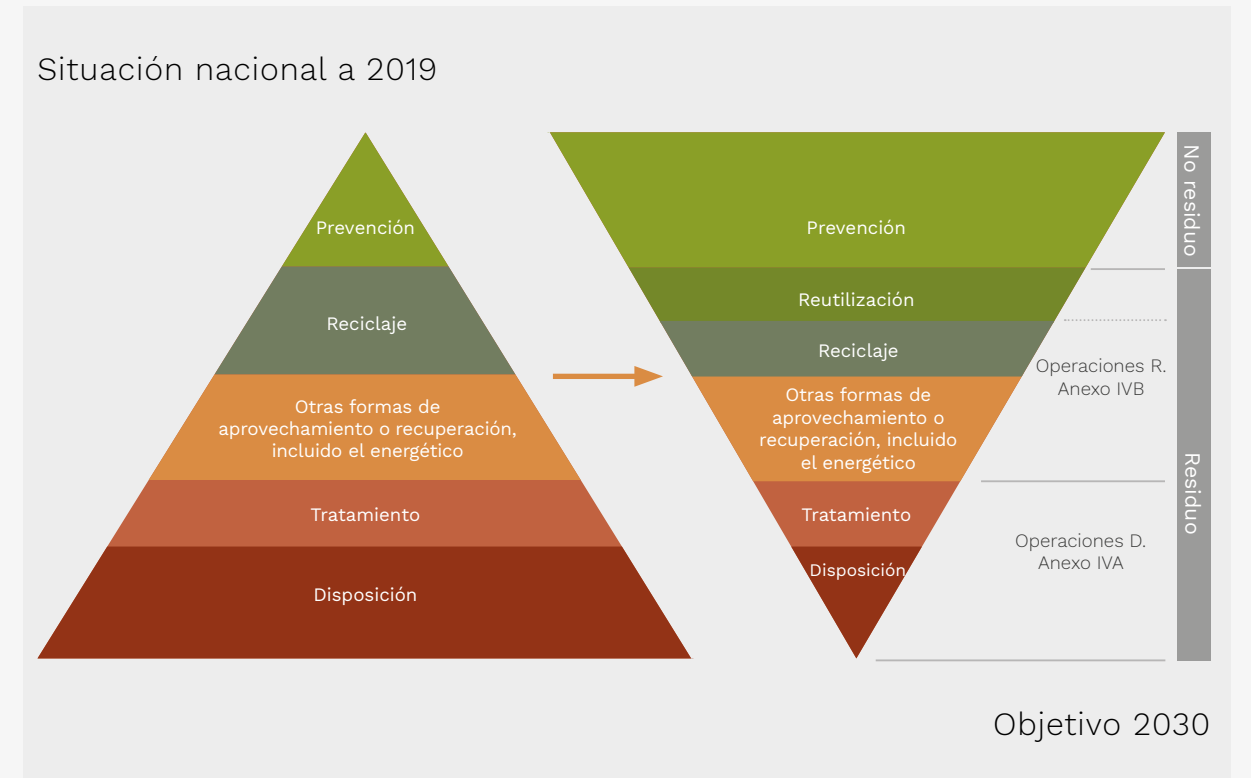 Situación nacional a 2019
Prevención
Reciclaje
Otras formas de
aprovechamiento o recuperación,
incluido el energético
Tratamiento
Disposición
Prevención
Reutilización
Reciclaje
Otras formas de
aprovechamiento o
recuperación, incluido
el energético
Tratamiento
Disposición
No residuo
Operaciones R.
Anexo IVB
Residuo
Operaciones D.
Anexo IVA
Objetivo 2030